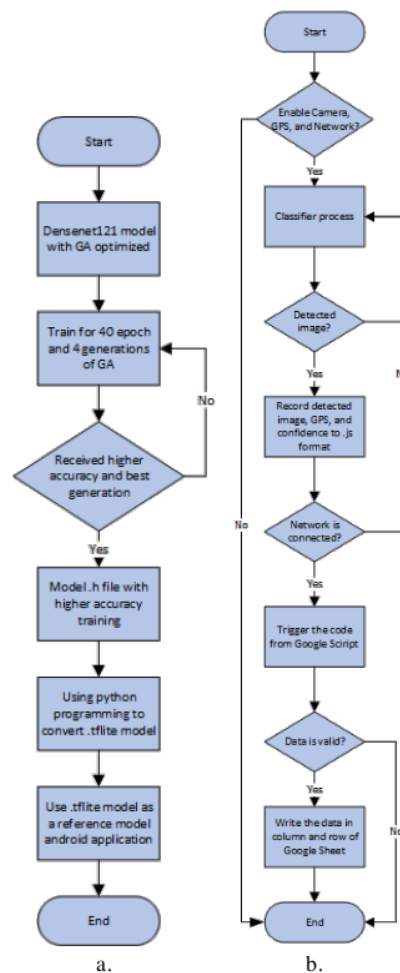 Start
Densenet121 model
with GA optimized
Train for 40 epoch
and 4 generations
of GA
No
Received higher
accuracy and best
generation
Yes
Model .h file with
higher accuracy
training
Using python
programming to
convert .tflite model
Use .tflite model as
a reference model
android application
End
a.
Start
Enable Camera,
GPS, and Network?
Yes
Classifier process
Detected
image?
Yes
Record detected
image, GPS, and
confidence to .js
format
No
Network is
connected?
Yes
Trigger the code
from Google Sciript
Data is valid?
Yes
Write the data in
column and row of
Google Sheet
End
b.